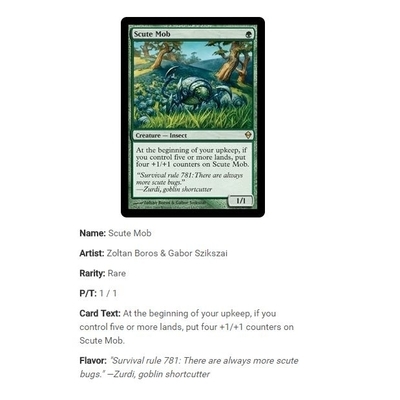 Scute Mob
Creature — Insect
At the beginning of your upkeep, if
you control five or more lands, put
four +1/+1 counters on Scute Mob.
"Survival rule 781: There are always
more scute bugs."
—Zurdi, goblin shortcutter
Zoltan Boros & Gabor Szikszai
1/1
Name: Scute Mob
Artist: Zoltan Boros & Gabor Szikszai
Rarity: Rare
P/T: 1 / 1
Card Text: At the beginning of your upkeep, if you
control five or more lands, put four +1/+1 counters on
Scute Mob.
Flavor: "Survival rule 781: There are always more scute
bugs." —Zurdi, goblin shortcutter